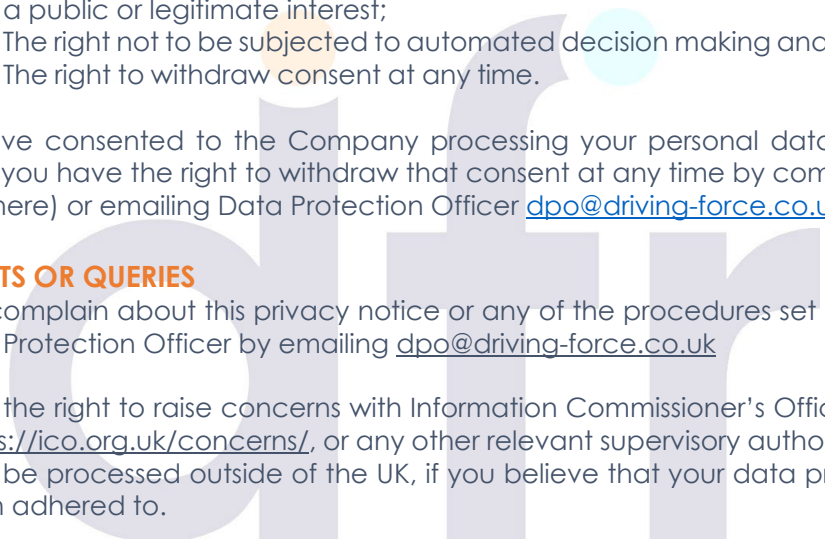 a public or legitimate interest;
The right not to be subjected to automated decision making and
The right to withdraw consent at any time.
ve consented to the Company processing your personal data
you have the right to withdraw that consent at any time by com
here) or emailing Data Protection Officer dpo@driving-force.co.u
TS OR QUERIES
complain about this privacy notice or any of the procedures set
Protection Officer by emailing dpo@driving-force.co.uk
the right to raise concerns with Information Commissioner’s Offic
s://ico.org.uk/concerns/, or any other relevant supervisory autho
be processed outside of the UK, if you believe that your data p
n adhered to.
dfr